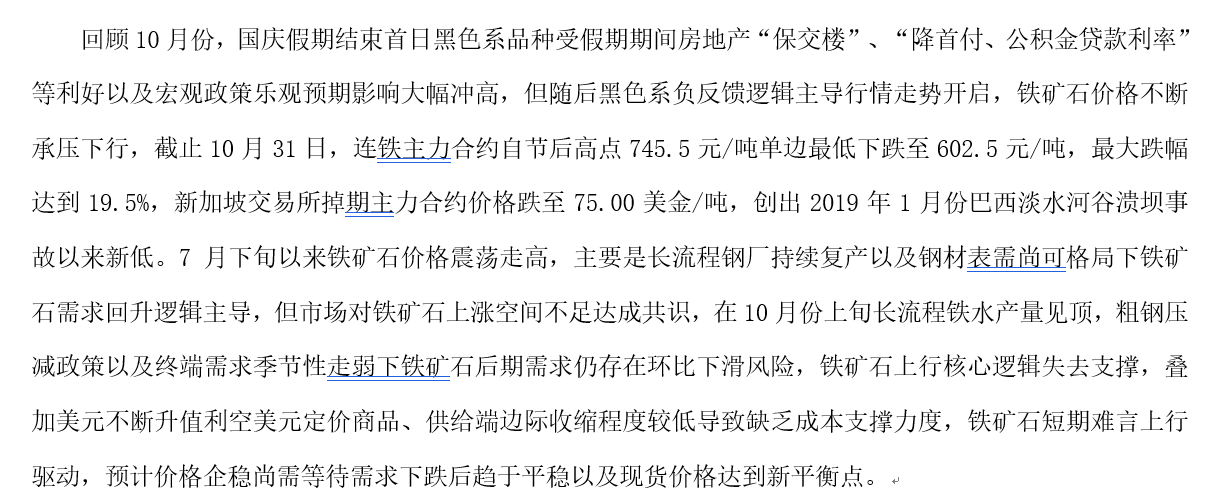 回顾 10 月份，国庆假期结束首日黑色系品种受假期期间房地产“保交楼”、“降首付、公积金贷款利率”
等利好以及宏观政策乐观预期影响大幅冲高，但随后黑色系负反馈逻辑主导行情走势开启，铁矿石价格不断
承压下行，截止 10 月 31 日，连铁主力合约自节后高点 745.5 元/吨单边最低下跌至 602.5 元/吨，最大跌幅
达到 19.5%，新加坡交易所掉期主力合约价格跌至 75.00 美金/吨，创出 2019 年 1 月份巴西淡水河谷溃坝事
故以来新低。7 月下旬以来铁矿石价格震荡走高，主要是长流程钢厂持续复产以及钢材表需尚可格局下铁矿
石需求回升逻辑主导，但市场对铁矿石上涨空间不足达成共识，在 10 月份上旬长流程铁水产量见顶，粗钢压
减政策以及终端需求季节性走弱下铁矿石后期需求仍存在环比下滑风险，铁矿石上行核心逻辑失去支撑，叠
加美元不断升值利空美元定价商品、供给端边际收缩程度较低导致缺乏成本支撑力度，铁矿石短期难言上行
驱动，预计价格企稳尚需等待需求下跌后趋于平稳以及现货价格达到新平衡点。